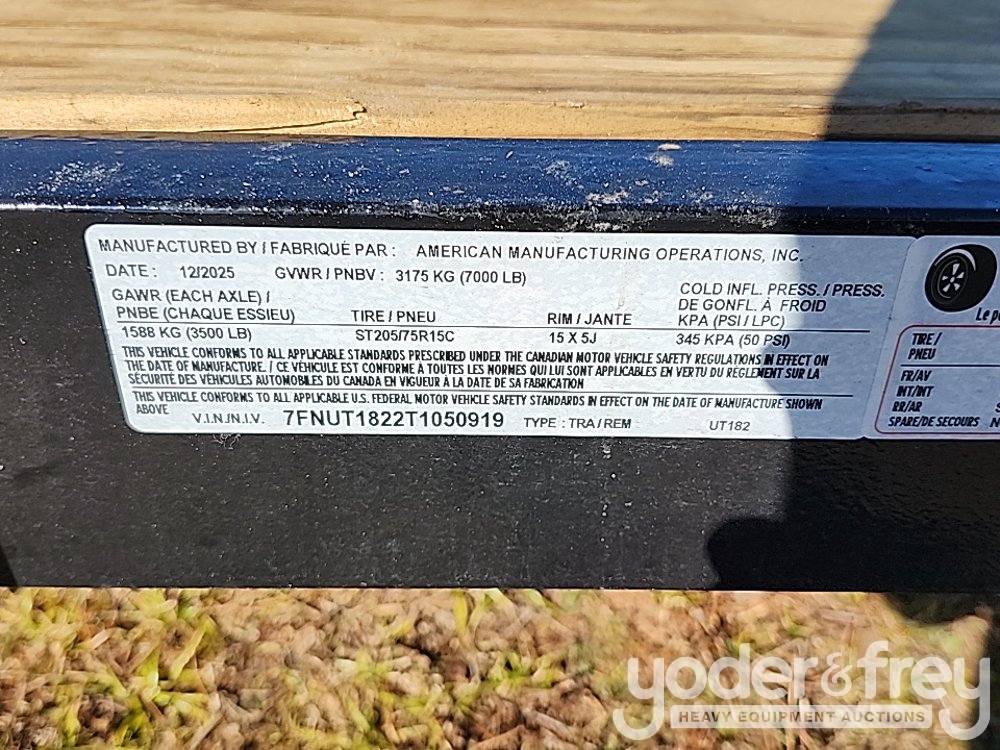 MANUFACTURED BY / FABRIQUÉ PAR : AMERICAN MANUFACTURING OPERATIONS, INC.
DATE : 12/2025 GVWR / PNBV : 3175 KG (7000 LB)
GAWR (EACH AXLE) / COLD INFL. PRESS. / PRESS.
PNBE (CHAQUE ESSIEU) TIRE / PNEU RIM / JANTE DE GONFL. À FROID
KPA (PSI / LPC)
1588 KG (3500 LB) ST205/75R15C 15 X 5J 345 KPA (50 PSI)
THIS VEHICLE CONFORMS TO ALL APPLICABLE STANDARDS PRESCRIBED UNDER THE CANADIAN MOTOR VEHICLE SAFETY REGULATIONS IN EFFECT ON
THE DATE OF MANUFACTURE. / CE VÉHICULE EST CONFORME À TOUTES LES NORMES QUI LUI SONT APPLICABLES EN VERTU DU RÈGLEMENT SUR LA
SÉCURITÉ DES VÉHICULES AUTOMOBILES DU CANADA EN VIGUEUR À LA DATE DE SA FABRICATION
THIS VEHICLE CONFORMS TO ALL APPLICABLE U.S. FEDERAL MOTOR VEHICLE SAFETY STANDARDS IN EFFECT ON THE DATE OF MANUFACTURE SHOWN
ABOVE
V.I.N./N.I.V. 7FNUT1822T1050919 TYPE : TRA / REM UT182
Le
TIRE /
PNEU
FR/AV
INT/INT
RR/AR
SPARE/DE SECOURS
yoder&frey
HEAVY EQUIPMENT AUCTIONS